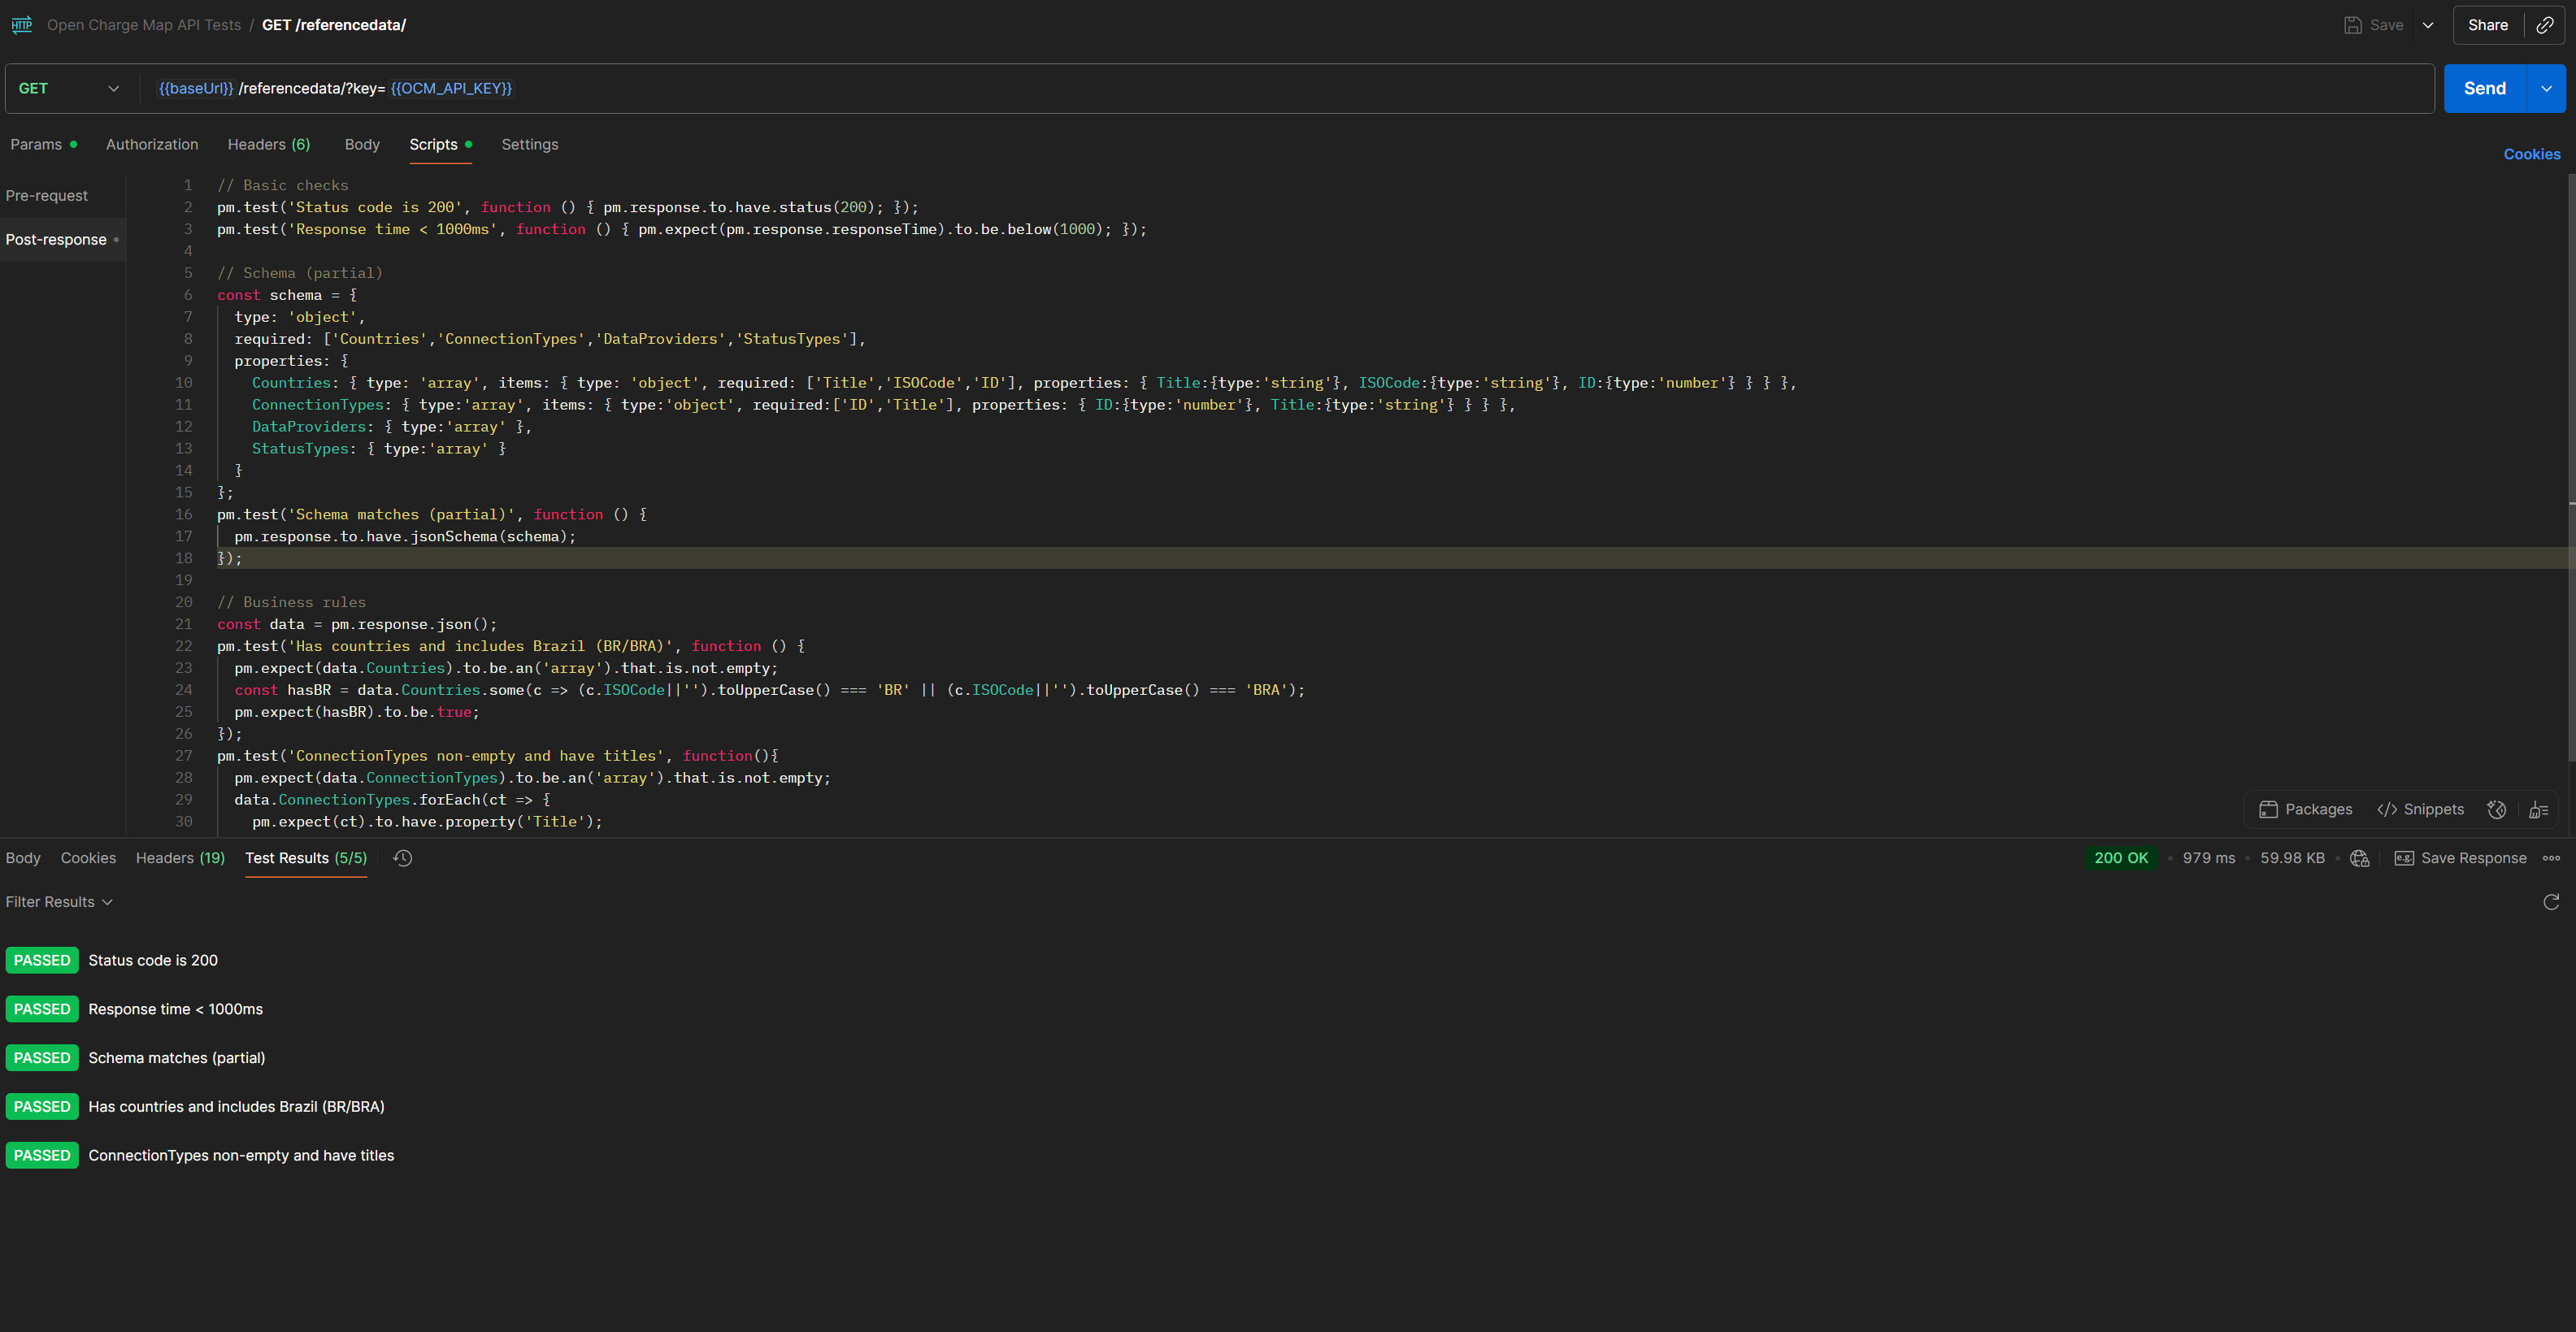 HTTP Open Charge Map API Tests / GET /referencedata/ Save Share
GET {{baseUrl}} /referencedata/?key= {{OCM_API_KEY}} Send
Params Authorization Headers (6) Body Scripts Settings Cookies
Pre-request
Post-response
1 // Basic checks
2 pm.test('Status code is 200', function () { pm.response.to.have.status(200); });
3 pm.test('Response time < 1000ms', function () { pm.expect(pm.response.responseTime).to.be.below(1000); });
4
5 // Schema (partial)
6 const schema = {
7 type: 'object',
8 required: ['Countries','ConnectionTypes','DataProviders','StatusTypes'],
9 properties: {
10 Countries: { type: 'array', items: { type: 'object', required: ['Title','ISOCode','ID'], properties: { Title:{type:'string'}, ISOCode:{type:'string'}, ID:{type:'number'} } } },
11 ConnectionTypes: { type:'array', items: { type:'object', required:['ID','Title'], properties: { ID:{type:'number'}, Title:{type:'string'} } } },
12 DataProviders: { type:'array' },
13 StatusTypes: { type:'array' }
14 }
15 };
16 pm.test('Schema matches (partial)', function () {
17 pm.response.to.have.jsonSchema(schema);
18 });
19
20 // Business rules
21 const data = pm.response.json();
22 pm.test('Has countries and includes Brazil (BR/BRA)', function () {
23 pm.expect(data.Countries).to.be.an('array').that.is.not.empty;
24 const hasBR = data.Countries.some(c => (c.ISOCode||'').toUpperCase() === 'BR' || (c.ISOCode||'').toUpperCase() === 'BRA');
25 pm.expect(hasBR).to.be.true;
26 });
27 pm.test('ConnectionTypes non-empty and have titles', function(){
28 pm.expect(data.ConnectionTypes).to.be.an('array').that.is.not.empty;
29 data.ConnectionTypes.forEach(ct => {
30 pm.expect(ct).to.have.property('Title');
Packages </> Snippets
Body Cookies Headers (19) Test Results (5/5) 200 OK 979 ms 59.98 KB e.g. Save Response
Filter Results
PASSED Status code is 200
PASSED Response time < 1000ms
PASSED Schema matches (partial)
PASSED Has countries and includes Brazil (BR/BRA)
PASSED ConnectionTypes non-empty and have titles